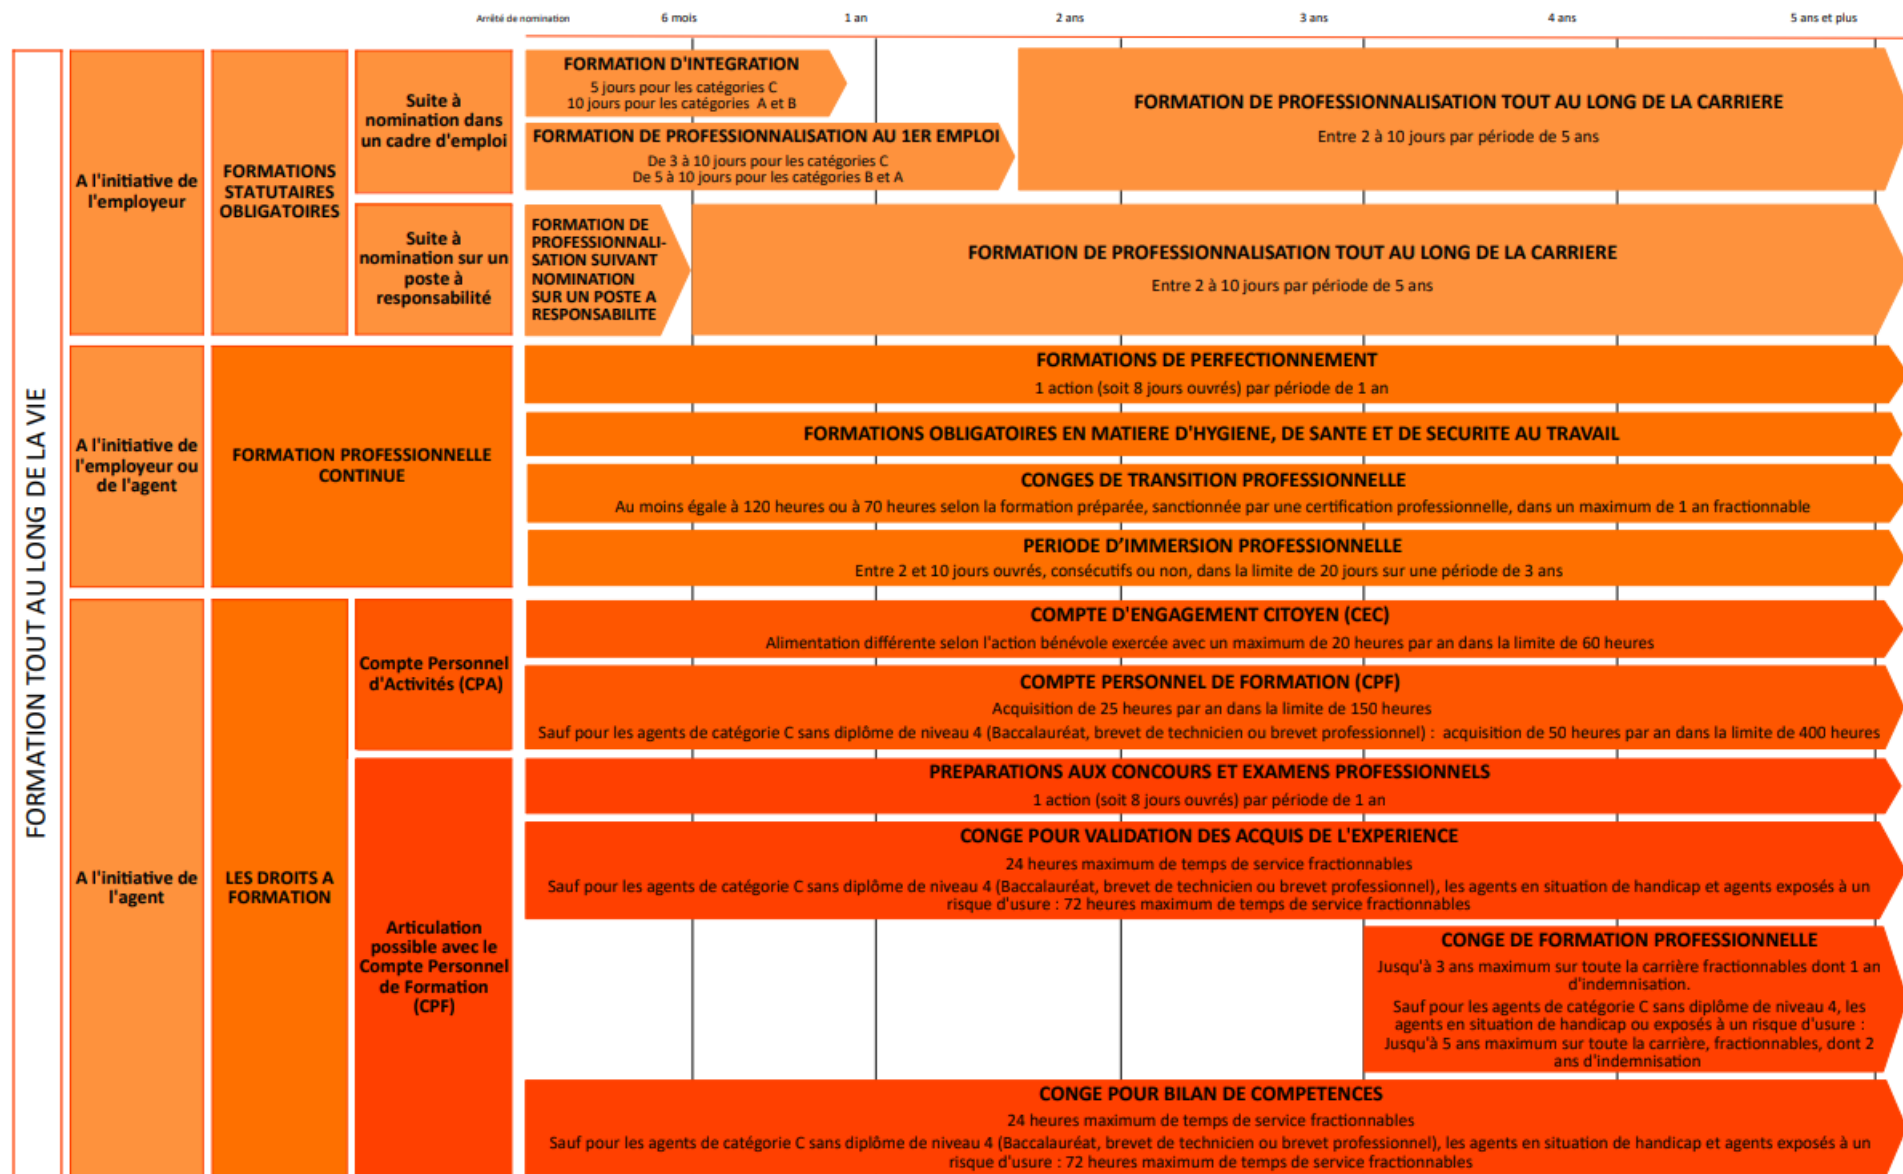 Arrêté de nomination
6 mois
1 an
2 ans
3 ans
4 ans
5 ans et plus
FORMATION TOUT AU LONG DE LA VIE
A l'initiative de
l'employeur
FORMATIONS
STATUTAIRES
OBLIGATOIRES
Suite à
nomination dans
un cadre d'emploi
FORMATION D'INTEGRATION
5 jours pour les catégories C
10 jours pour les catégories A et B
FORMATION DE PROFESSIONNALISATION AU 1ER EMPLOI
De 3 à 10 jours pour les catégories C
De 5 à 10 jours pour les catégories B et A
FORMATION DE PROFESSIONNALISATION TOUT AU LONG DE LA CARRIERE
Entre 2 à 10 jours par période de 5 ans
Suite à
nomination sur un
poste à
responsabilité
FORMATION DE
PROFESSIONNALI-
SATION SUIVANT
NOMINATION
SUR UN POSTE A
RESPONSABILITE
FORMATION DE PROFESSIONNALISATION TOUT AU LONG DE LA CARRIERE
Entre 2 à 10 jours par période de 5 ans
A l'initiative de
l'employeur ou
de l'agent
FORMATION PROFESSIONNELLE
CONTINUE
FORMATIONS DE PERFECTIONNEMENT
1 action (soit 8 jours ouvrés) par période de 1 an
FORMATIONS OBLIGATOIRES EN MATIERE D'HYGIENE, DE SANTE ET DE SECURITE AU TRAVAIL
CONGES DE TRANSITION PROFESSIONNELLE
Au moins égale à 120 heures ou à 70 heures selon la formation préparée, sanctionnée par une certification professionnelle, dans un maximum de 1 an fractionnable
PERIODE D’IMMERSION PROFESSIONNELLE
Entre 2 et 10 jours ouvrés, consécutifs ou non, dans la limite de 20 jours sur une période de 3 ans
A l'initiative de
l'agent
LES DROITS A
FORMATION
Compte Personnel
d'Activités (CPA)
COMPTE D'ENGAGEMENT CITOYEN (CEC)
Alimentation différente selon l'action bénévole exercée avec un maximum de 20 heures par an dans la limite de 60 heures
COMPTE PERSONNEL DE FORMATION (CPF)
Acquisition de 25 heures par an dans la limite de 150 heures
Sauf pour les agents de catégorie C sans diplôme de niveau 4 (Baccalauréat, brevet de technicien ou brevet professionnel) : acquisition de 50 heures par an dans la limite de 400 heures
Articulation
possible avec le
Compte Personnel
de Formation
(CPF)
PREPARATIONS AUX CONCOURS ET EXAMENS PROFESSIONNELS
1 action (soit 8 jours ouvrés) par période de 1 an
CONGE POUR VALIDATION DES ACQUIS DE L'EXPERIENCE
24 heures maximum de temps de service fractionnables
Sauf pour les agents de catégorie C sans diplôme de niveau 4 (Baccalauréat, brevet de technicien ou brevet professionnel), les agents en situation de handicap et agents exposés à un
risque d'usure : 72 heures maximum de temps de service fractionnables
CONGE DE FORMATION PROFESSIONNELLE
Jusqu'à 3 ans maximum sur toute la carrière fractionnables dont 1 an
d'indemnisation.
Sauf pour les agents de catégorie C sans diplôme de niveau 4, les
agents en situation de handicap ou exposés à un risque d'usure :
Jusqu'à 5 ans maximum sur toute la carrière, fractionnables, dont 2
ans d'indemnisation
CONGE POUR BILAN DE COMPETENCES
24 heures maximum de temps de service fractionnables
Sauf pour les agents de catégorie C sans diplôme de niveau 4 (Baccalauréat, brevet de technicien ou brevet professionnel), les agents en situation de handicap et agents exposés à un
risque d'usure : 72 heures maximum de temps de service fractionnables